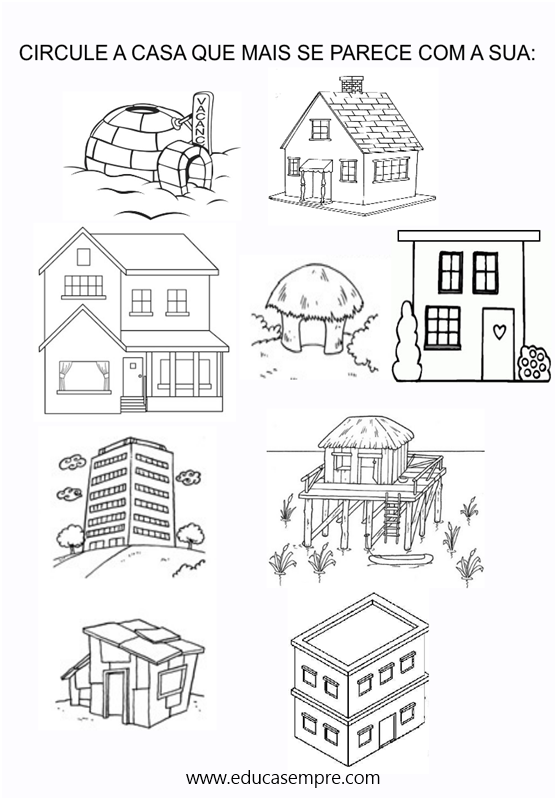 CIRCULE A CASA QUE MAIS SE PARECE COM A SUA:
VACANC
www.educasempre.com